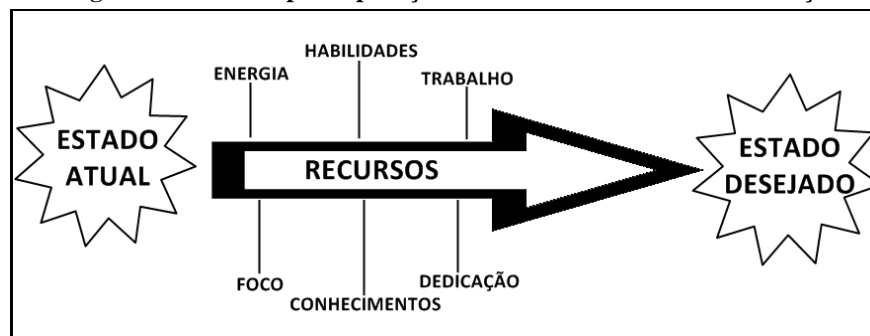 HABILIDADES
ENERGIA
TRABALHO
ESTADO
ATUAL
RECURSOS
ESTADO
DESEJADO
FOCO
DEDICAÇÃO
CONHECIMENTOS